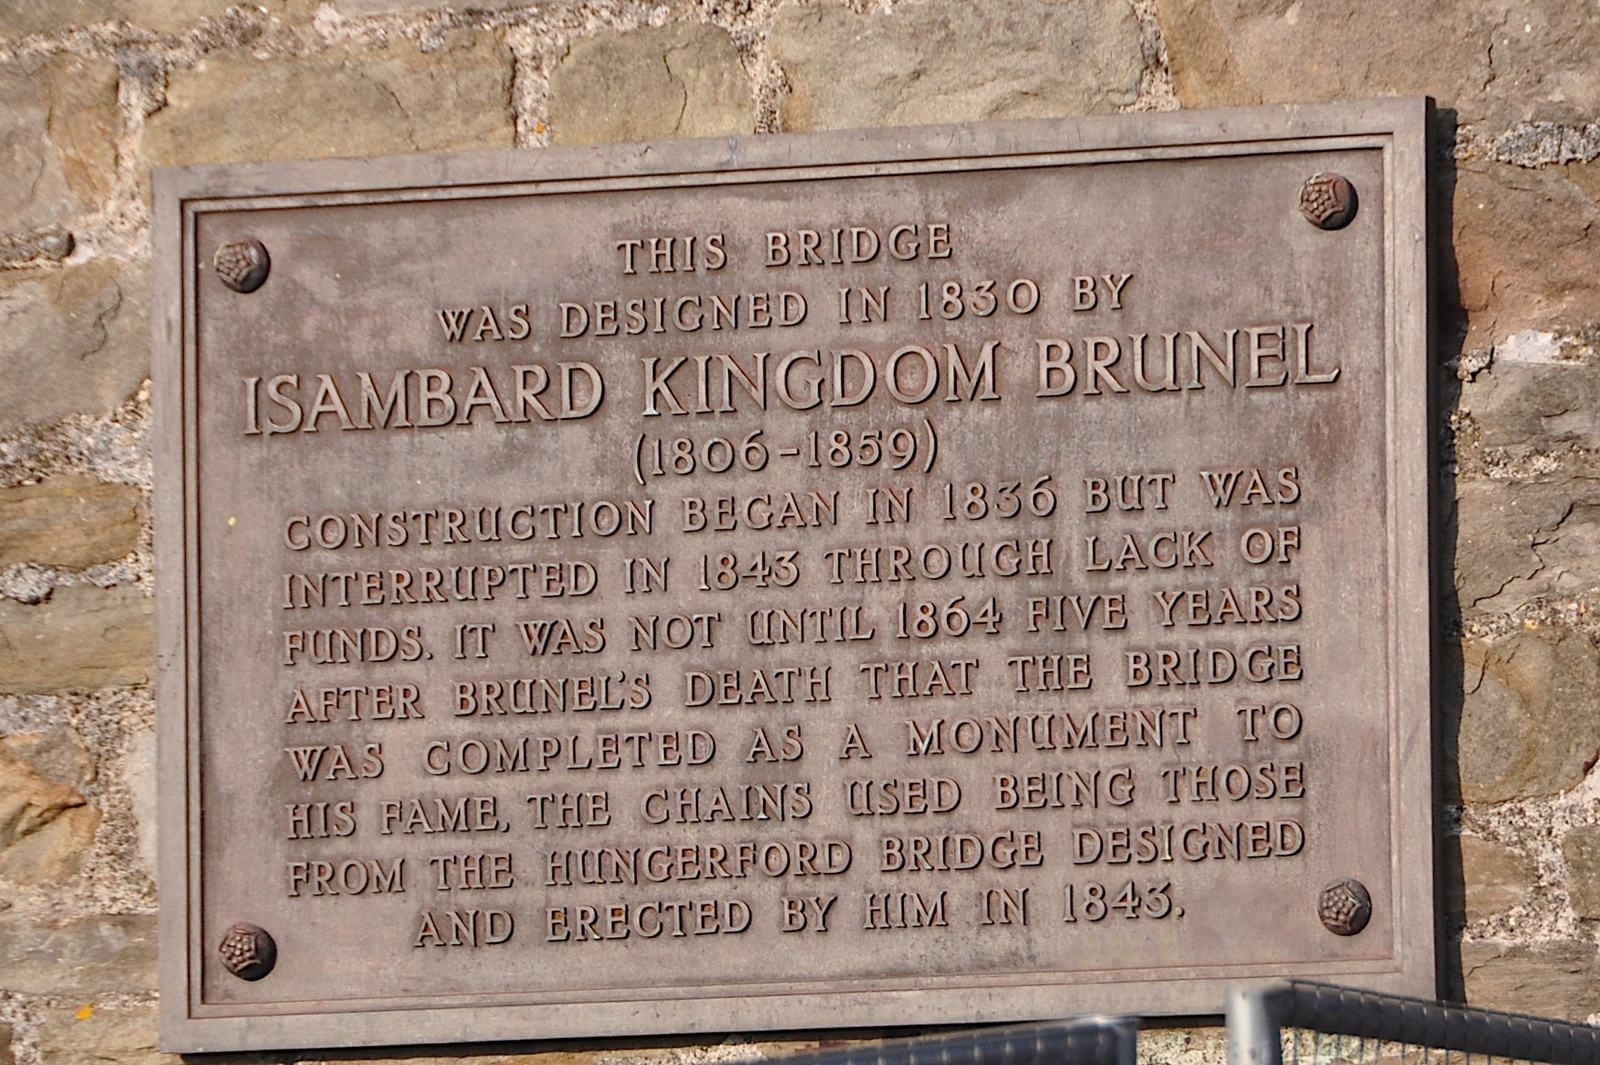 THIS BRIDGE
WAS DESIGNED IN 1830 BY
ISAMBARD KINGDOM BRUNEL
(1806-1859)
CONSTRUCTION BEGAN IN 1836 BUT WAS
INTERRUPTED IN 1843 THROUGH LACK OF
FUNDS. IT WAS NOT UNTIL 1864 FIVE YEARS
AFTER BRUNEL'S DEATH THAT THE BRIDGE
WAS COMPLETED AS A MONUMENT TO
HIS FAME, THE CHAINS USED BEING THOSE
FROM THE HUNGERFORD BRIDGE DESIGNED
AND ERECTED BY HIM IN 1843.